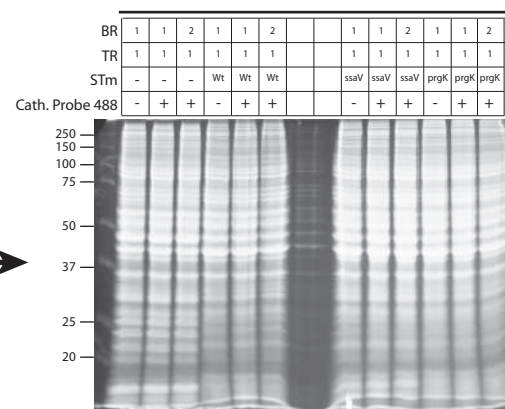 BR 1 1 2 1 1 2 1 1 2 1 1 2
TR 1 1 1 1 1 1 1 1 1 1 1 1
STm - - - Wt Wt Wt ssaV ssaV ssaV prgK prgK prgK
Cath. Probe 488 - + + - + + - + + - + +
250
150
100
75
50
37
25
20